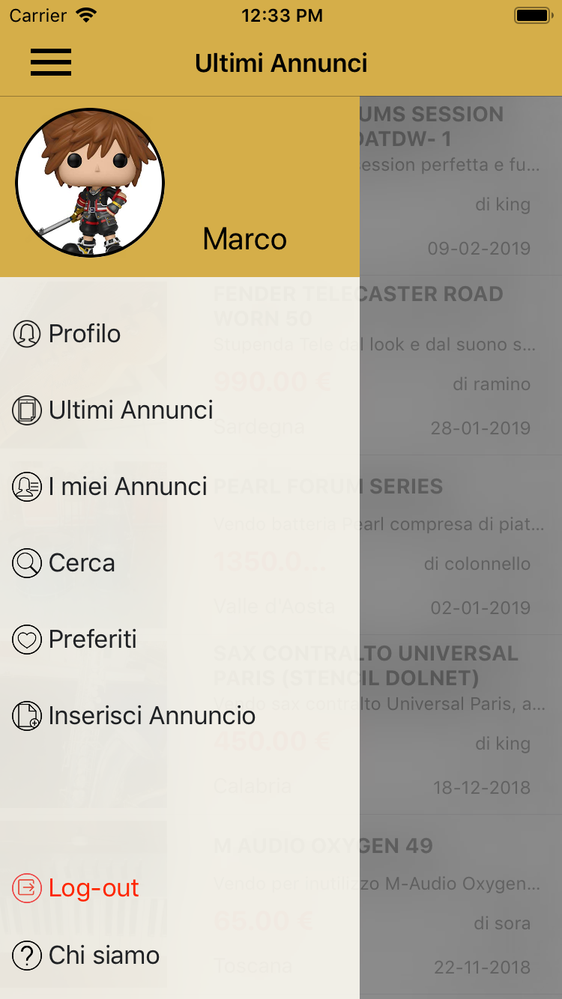 Carrier 12:33 PM
Ultimi Annunci
Marco
Profilo
Ultimi Annunci
I miei Annunci
Cerca
Preferiti
Inserisci Annuncio
Log-out
Chi siamo
UMS SESSION
DATDW- 1
session perfetta e fu...
di king
09-02-2019
FENDER TELECASTER ROAD
WORN 50
Stupenda Tele dal look e dal suono s...
990.00 € di ramino
Sardegna 28-01-2019
PEARL FORUM SERIES
Vendo batteria Pearl compresa di piat...
1350.0... di colonnello
Valle d'Aosta 02-01-2019
SAX CONTRALTO UNIVERSAL
PARIS (STENCIL DOLNET)
Vendo sax contralto Universal Paris, a...
450.00 € di king
Calabria 18-12-2018
M AUDIO OXYGEN 49
Vendo per inutilizzo M-Audio Oxygen...
65.00 € di sora
Toscana 22-11-2018